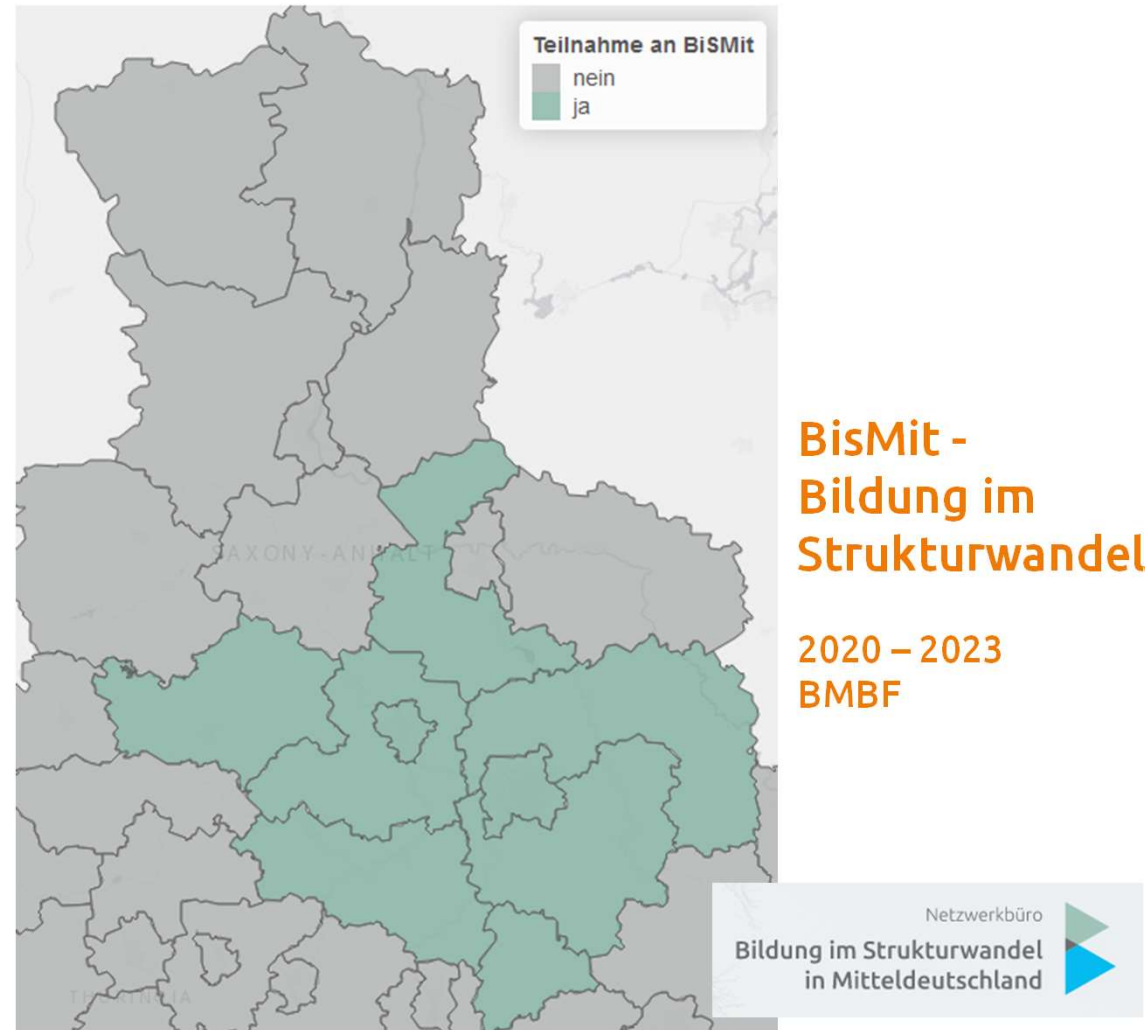 Teilnahme an BiSMit
nein
ja
SAXONY-ANHALT
THURINGIA
BisMit -
Bildung im
Strukturwandel
2020 – 2023
BMBF
Netzwerkbüro
Bildung im Strukturwandel
in Mitteldeutschland